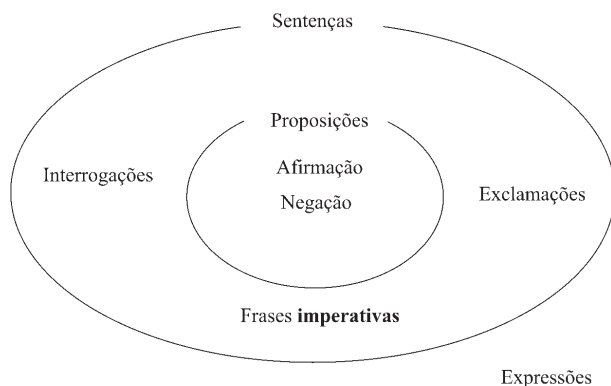 Sentenças
Proposições
Afirmação
Interrogações
Exclamações
Negação
Frases imperativas
Expressões